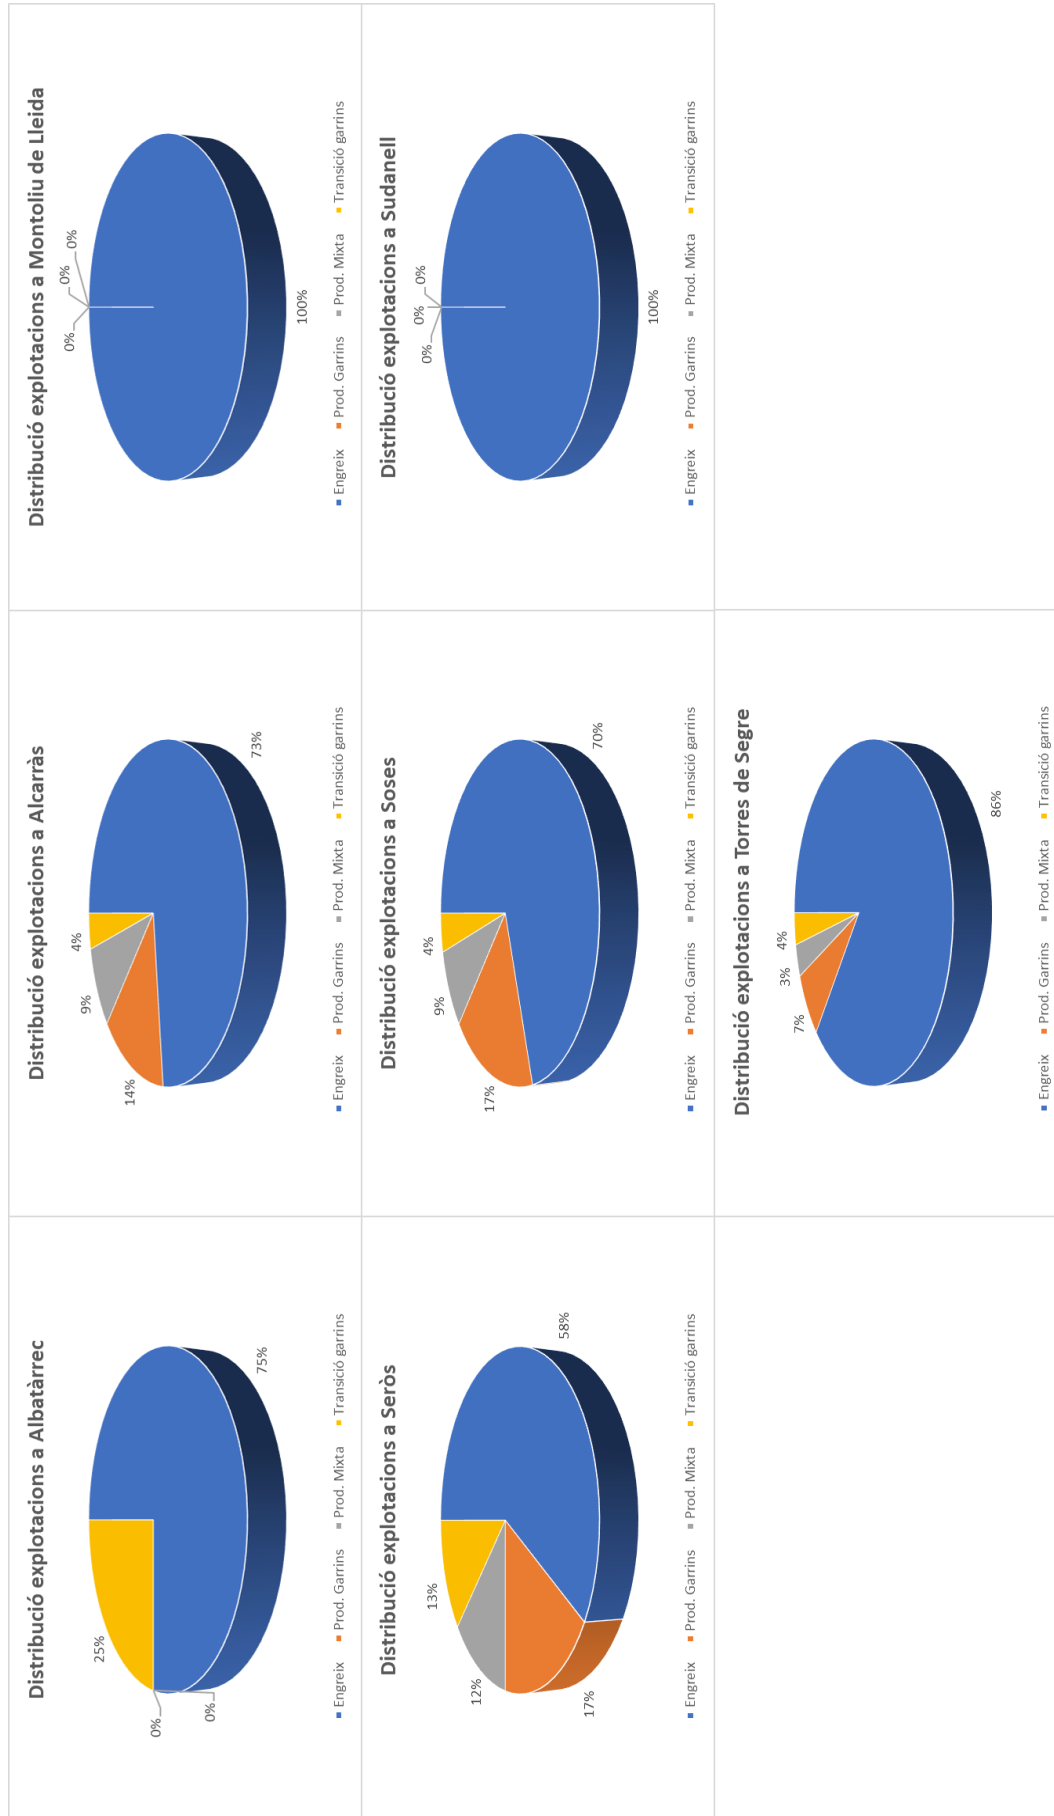 Distribució explotacions a Albatàrrec
25%
0%
0%
75%
Engreix Prod. Garrins Prod. Mixta Transició garrins
Distribució explotacions a Alcarràs
4%
9%
14%
73%
Engreix Prod. Garrins Prod. Mixta Transició garrins
Distribució explotacions a Montoliu de Lleida
0%
0%
0%
100%
Engreix Prod. Garrins Prod. Mixta Transició garrins
Distribució explotacions a Seròs
13%
12%
17%
58%
Engreix Prod. Garrins Prod. Mixta Transició garrins
Distribució explotacions a Soses
4%
9%
17%
70%
Engreix Prod. Garrins Prod. Mixta Transició garrins
Distribució explotacions a Sudanell
0%
0%
0%
100%
Engreix Prod. Garrins Prod. Mixta Transició garrins
Distribució explotacions a Torres de Segre
4%
3%
7%
86%
Engreix Prod. Garrins Prod. Mixta Transició garrins